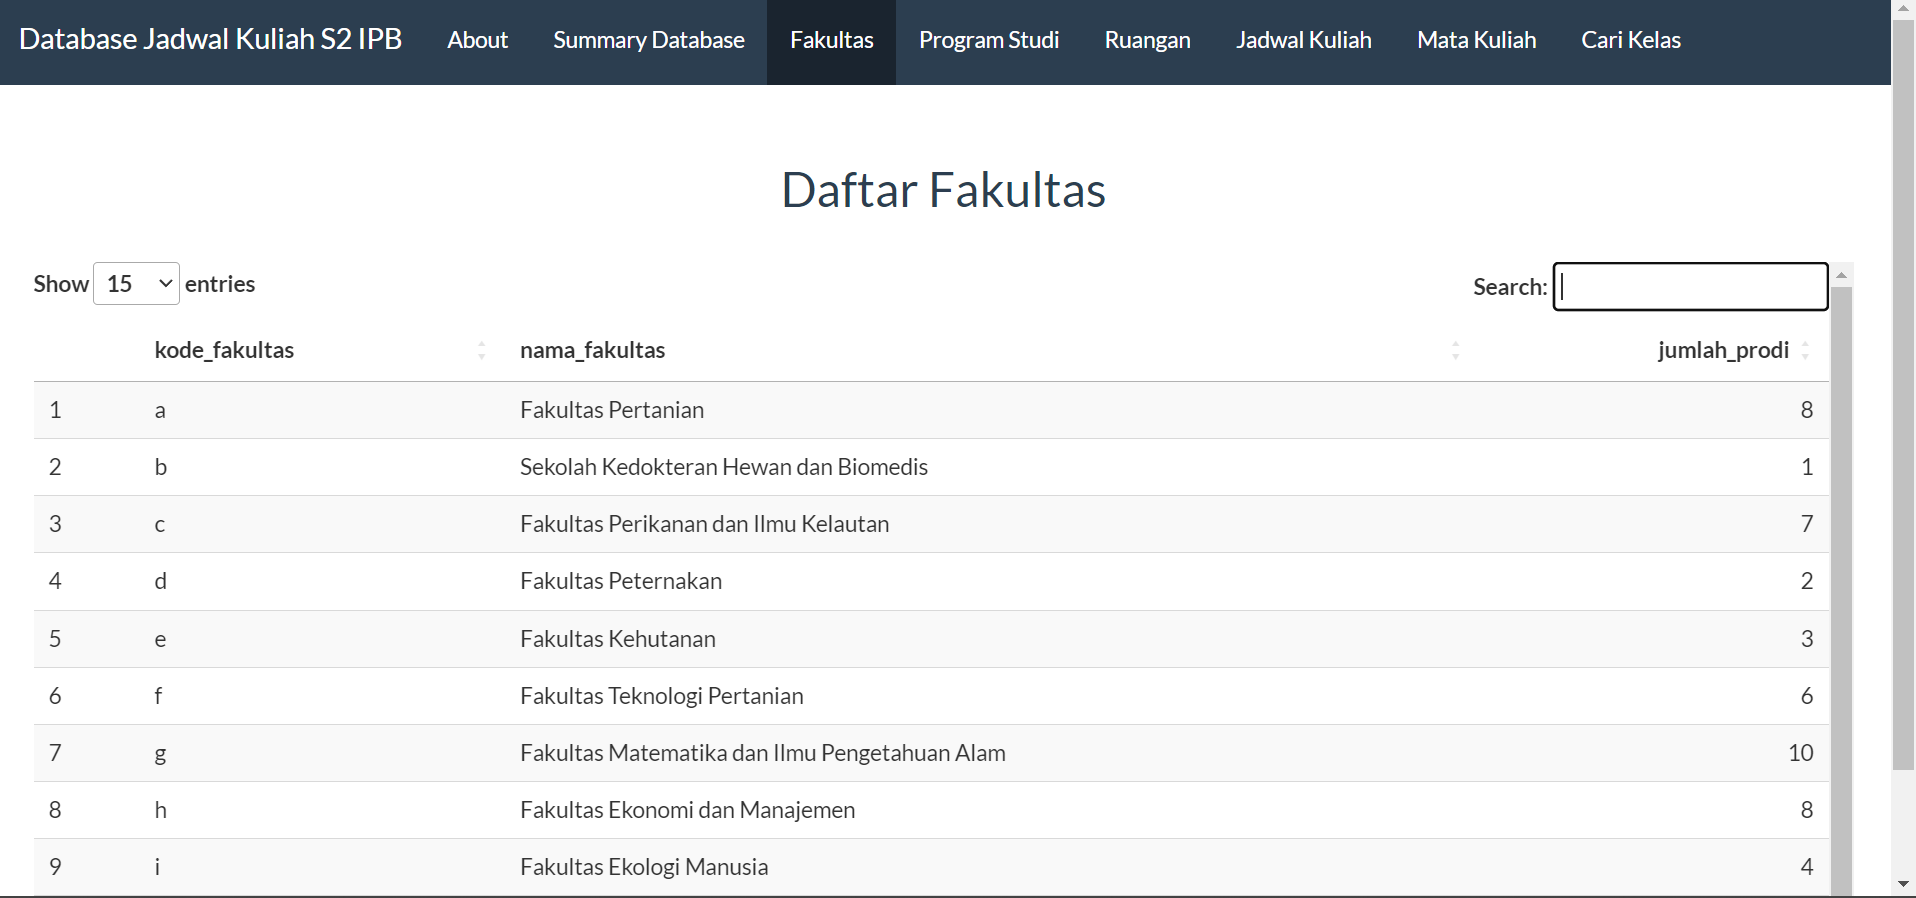 Database Jadwal Kuliah S2 IPB About Summary Database Fakultas Program Studi Ruangan Jadwal Kuliah Mata Kuliah Cari Kelas
Daftar Fakultas
Show 15 entries Search:
kode_fakultas nama_fakultas jumlah_prodi
1 a Fakultas Pertanian 8
2 b Sekolah Kedokteran Hewan dan Biomedis 1
3 c Fakultas Perikanan dan Ilmu Kelautan 7
4 d Fakultas Peternakan 2
5 e Fakultas Kehutanan 3
6 f Fakultas Teknologi Pertanian 6
7 g Fakultas Matematika dan Ilmu Pengetahuan Alam 10
8 h Fakultas Ekonomi dan Manajemen 8
9 i Fakultas Ekologi Manusia 4